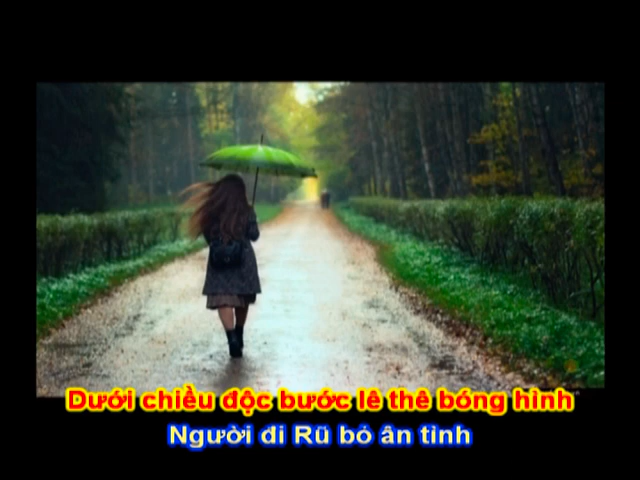 Dưới chiều độc bước lê thê bóng hình
Người đi Rũ bỏ ân tình